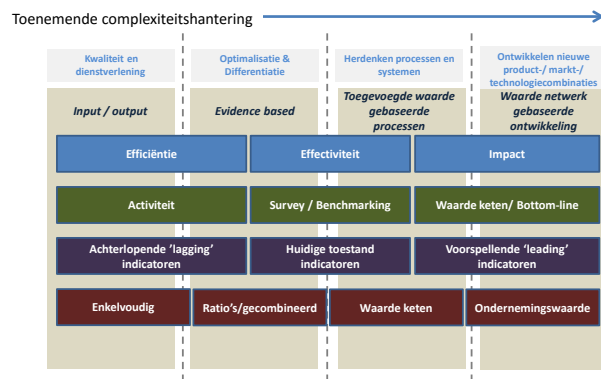 Toenemende complexiteitshantering
Kwaliteit en
dienstverlening
Optimalisatie &
Differentiatie
Herdenken processen en
systemen
Ontwikkelen nieuwe
product-/ markt-/
technologiecombinaties
Input / output
Evidence based
Toegevoegde waarde
gebaseerde
processen
Waarde netwerk
gebaseerde
ontwikkeling
Efficiëntie
Effectiviteit
Impact
Activiteit
Survey / Benchmarking
Waarde keten/ Bottom-line
Achterlopende 'lagging'
indicatoren
Huidige toestand
indicatoren
Voorspellende 'leading'
indicatoren
Enkelvoudig
Ratio's/gecombineerd
Waarde keten
Ondernemingswaarde